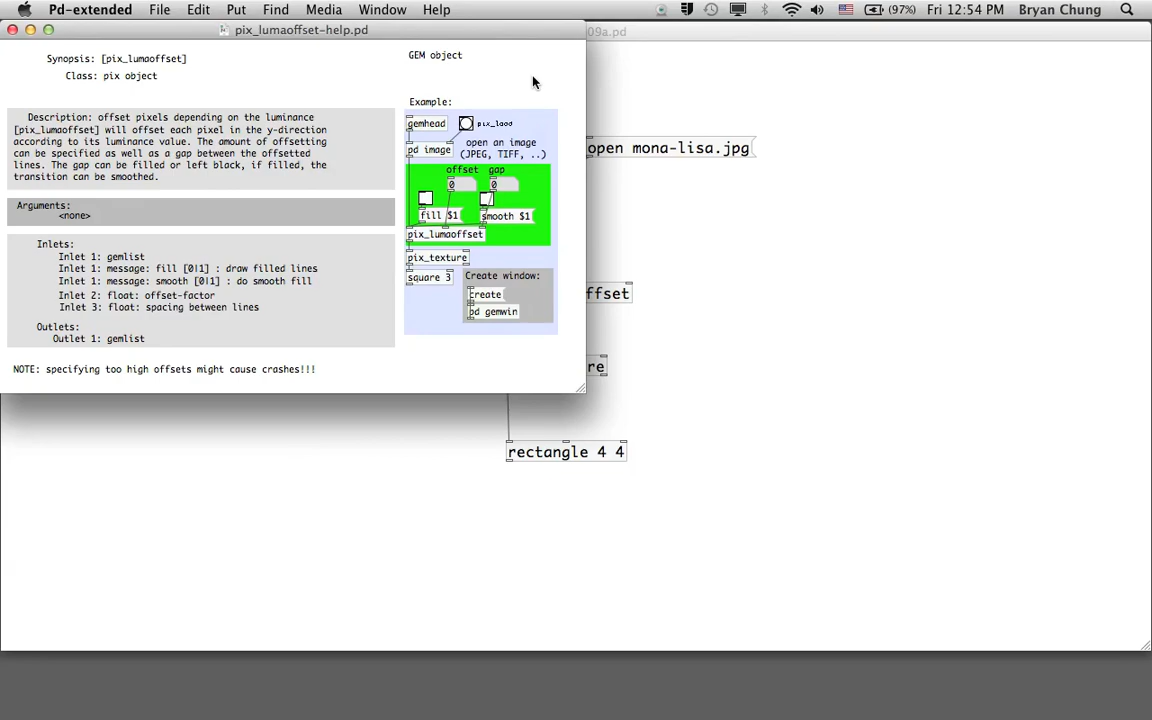 Pd-extended File Edit Put Find Media Window Help (97%) Fri 12:54 PM Bryan Chung
pix_lumaoffset-help.pd
09a.pd
Synopsis: [pix_lumaoffset]
Class: pix object
GEM object
Description: offset pixels depending on the luminance
[pix_lumaoffset] will offset each pixel in the y-direction
according to its luminance value. The amount of offsetting
can be specified as well as a gap between the offsetted
lines. The gap can be filled or left black, if filled, the
transition can be smoothed.
Arguments:
<none>
Inlets:
Inlet 1: gemlist
Inlet 1: message: fill [0|1] : draw filled lines
Inlet 1: message: smooth [0|1] : do smooth fill
Inlet 2: float: offset-factor
Inlet 3: float: spacing between lines
Outlets:
Outlet 1: gemlist
NOTE: specifying too high offsets might cause crashes!!!
Example:
gemhead
pix_load
pd image
open an image
(JPEG, TIFF, ..)
offset gap
0 0
fill $1 smooth $1
pix_lumaoffset
pix_texture
square 3
Create window:
create
pd gemwin
open mona-lisa.jpg
ffset
re
rectangle 4 4